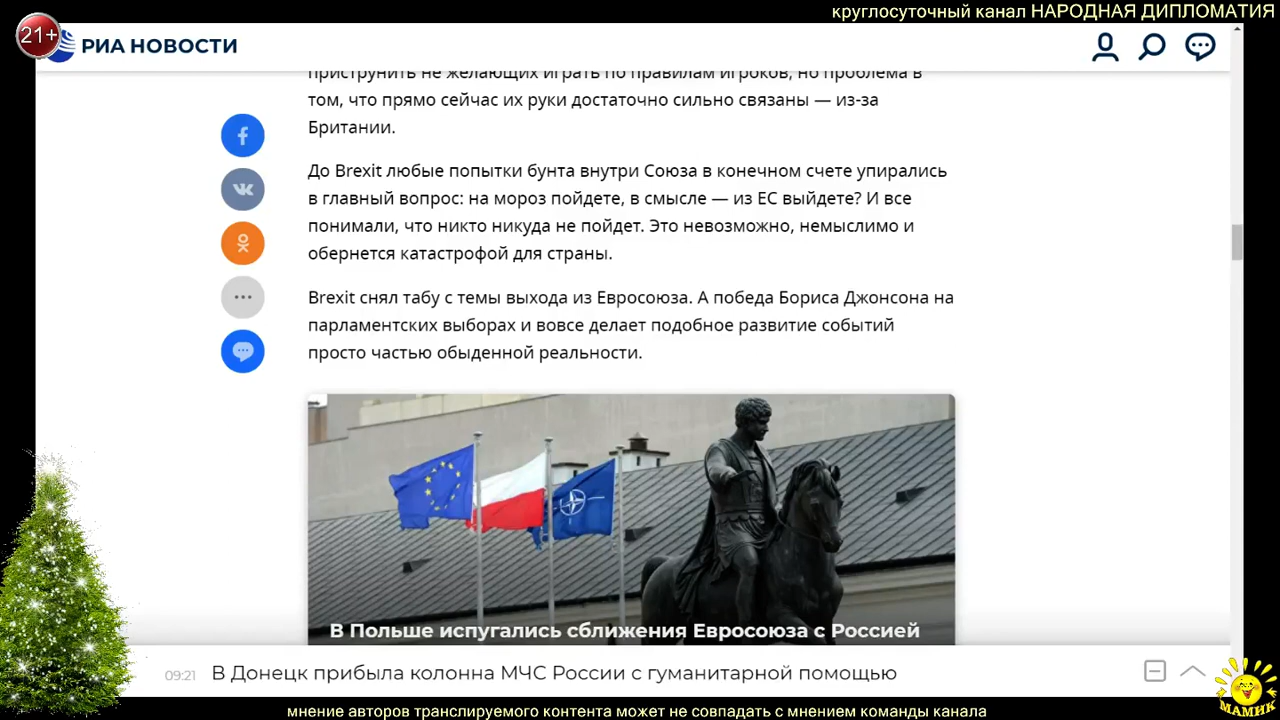 круглосуточный канал НАРОДНАЯ ДИПЛОМАТИЯ
21+
РИА НОВОСТИ
приструнить не желающих играть по правилам игроков, но проблема в
том, что прямо сейчас их руки достаточно сильно связаны — из-за
Британии.
До Brexit любые попытки бунта внутри Союза в конечном счете упирались
в главный вопрос: на мороз пойдете, в смысле — из ЕС выйдете? И все
понимали, что никто никуда не пойдет. Это невозможно, немыслимо и
обернется катастрофой для страны.
Brexit снял табу с темы выхода из Евросоюза. А победа Бориса Джонсона на
парламентских выборах и вовсе делает подобное развитие событий
просто частью обыденной реальности.
В Польше испугались сближения Евросоюза с Россией
09:21 В Донецк прибыла колонна МЧС России с гуманитарной помощью
МАМИК
мнение авторов транслируемого контента может не совпадать с мнением команды канала